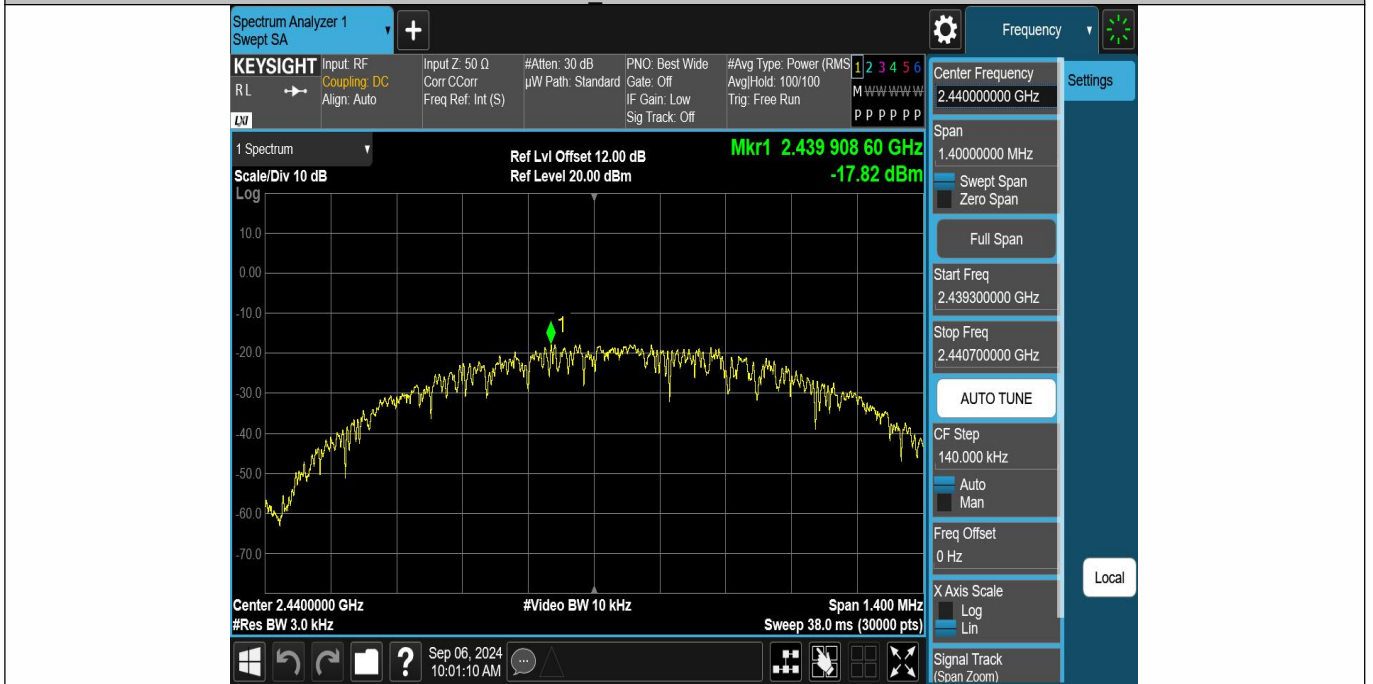 Spectrum Analyzer 1
Swept SA
Frequency
KEYSIGHT
RL
LXI
Input: RF
Coupling: DC
Align: Auto
Input Z: 50 Ω
Corr CCorr
Freq Ref: Int (S)
#Atten: 30 dB
µW Path: Standard
PNO: Best Wide
Gate: Off
IF Gain: Low
Sig Track: Off
#Avg Type: Power (RMS
Avg|Hold: 100/100
Trig: Free Run
1 2 3 4 5 6
M W W W W W
P P P P P P
1 Spectrum
Scale/Div 10 dB
Log
Ref Lvl Offset 12.00 dB
Ref Level 20.00 dBm
Mkr1 2.439 908 60 GHz
-17.82 dBm
10.0
0.00
-10.0
-20.0
-30.0
-40.0
-50.0
-60.0
-70.0
1
Center 2.4400000 GHz
#Res BW 3.0 kHz
#Video BW 10 kHz
Span 1.400 MHz
Sweep 38.0 ms (30000 pts)
Sep 06, 2024
10:01:10 AM
?
Center Frequency
2.440000000 GHz
Span
1.40000000 MHz
Swept Span
Zero Span
Full Span
Start Freq
2.439300000 GHz
Stop Freq
2.440700000 GHz
AUTO TUNE
CF Step
140.000 kHz
Auto
Man
Freq Offset
0 Hz
X Axis Scale
Log
Lin
Signal Track
(Span Zoom)
Settings
Local